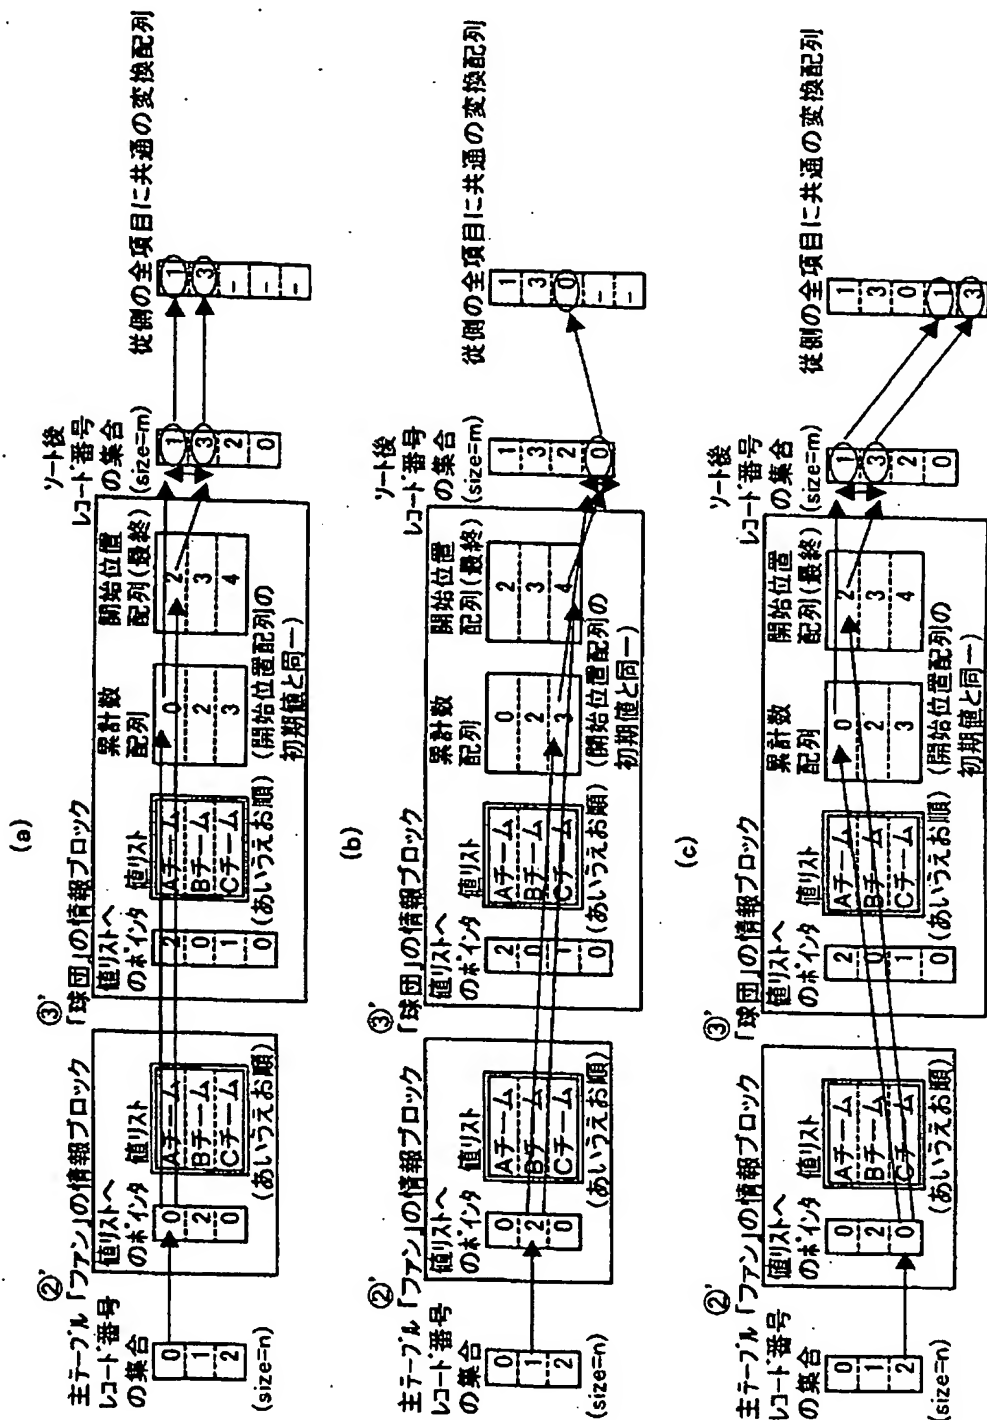 (a)
②'
主テーブル「ファン」の情報ブロック
レコード番号
の集合
0
1
2
(size=n)
値リストへ
のポインタ
0
2
0
値リスト
Aチーム
Bチーム
Cチーム
(あいうえお順)
③'
「球団」の情報ブロック
値リストへ
のポインタ
2
0
1
0
値リスト
Aチーム
Bチーム
Cチーム
(あいうえお順)
累計数
配列
0
2
3
(開始位置配列の
初期値と同一)
開始位置
配列(最終)
2
3
4
ソート後
レコード番号
の集合
(size=m)
1
3
2
0
従側の全項目に共通の変換配列
1
3
-
-
-
(b)
②'
主テーブル「ファン」の情報ブロック
レコード番号
の集合
0
1
2
(size=n)
値リストへ
のポインタ
0
2
0
値リスト
Aチーム
Bチーム
Cチーム
(あいうえお順)
③'
「球団」の情報ブロック
値リストへ
のポインタ
2
0
1
0
値リスト
Aチーム
Bチーム
Cチーム
(あいうえお順)
累計数
配列
0
2
3
(開始位置配列の
初期値と同一)
開始位置
配列(最終)
2
3
4
ソート後
レコード番号
の集合
(size=m)
1
3
2
0
従側の全項目に共通の変換配列
1
3
0
-
-
(c)
②'
主テーブル「ファン」の情報ブロック
レコード番号
の集合
0
1
2
(size=n)
値リストへ
のポインタ
0
2
0
値リスト
Aチーム
Bチーム
Cチーム
(あいうえお順)
③'
「球団」の情報ブロック
値リストへ
のポインタ
2
0
1
0
値リスト
Aチーム
Bチーム
Cチーム
(あいうえお順)
累計数
配列
0
2
3
(開始位置配列の
初期値と同一)
開始位置
配列(最終)
2
3
4
ソート後
レコード番号
の集合
(size=m)
1
3
2
0
従側の全項目に共通の変換配列
1
3
0
1
3